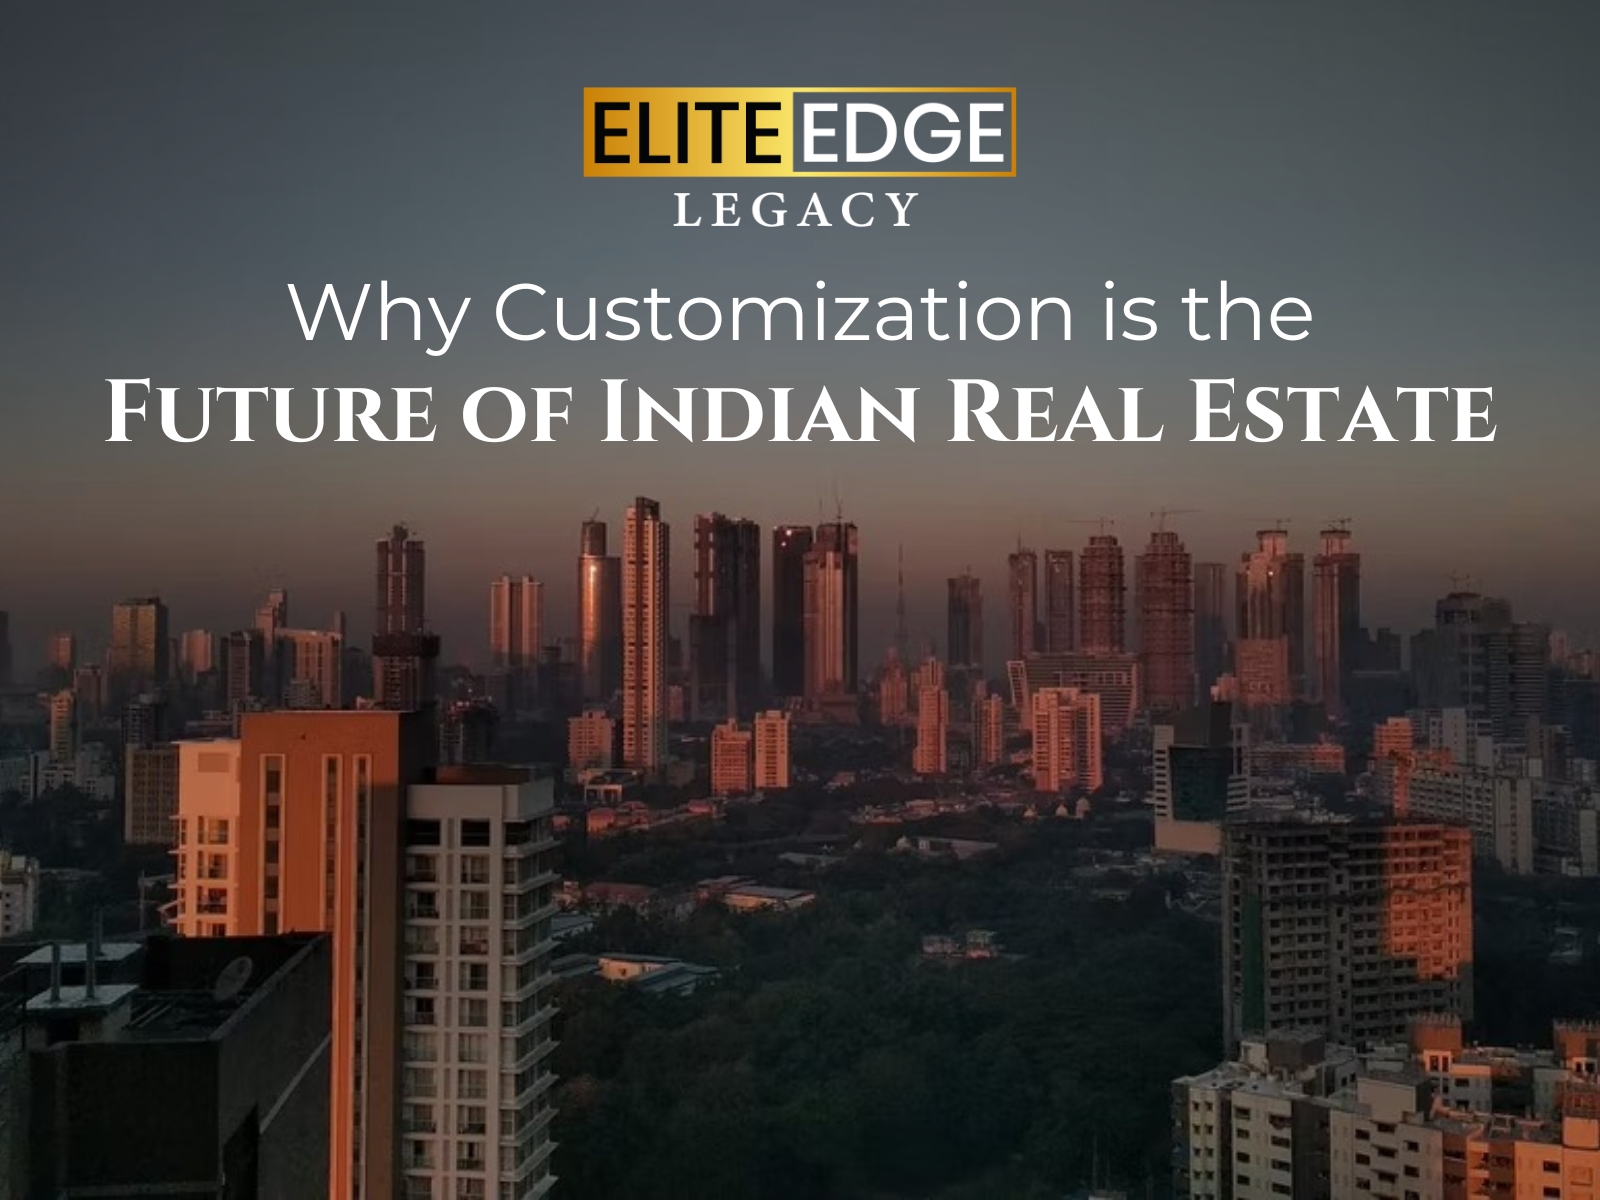 ELITE EDGE
LEGACY
Why Customization is the
Future of Indian Real Estate